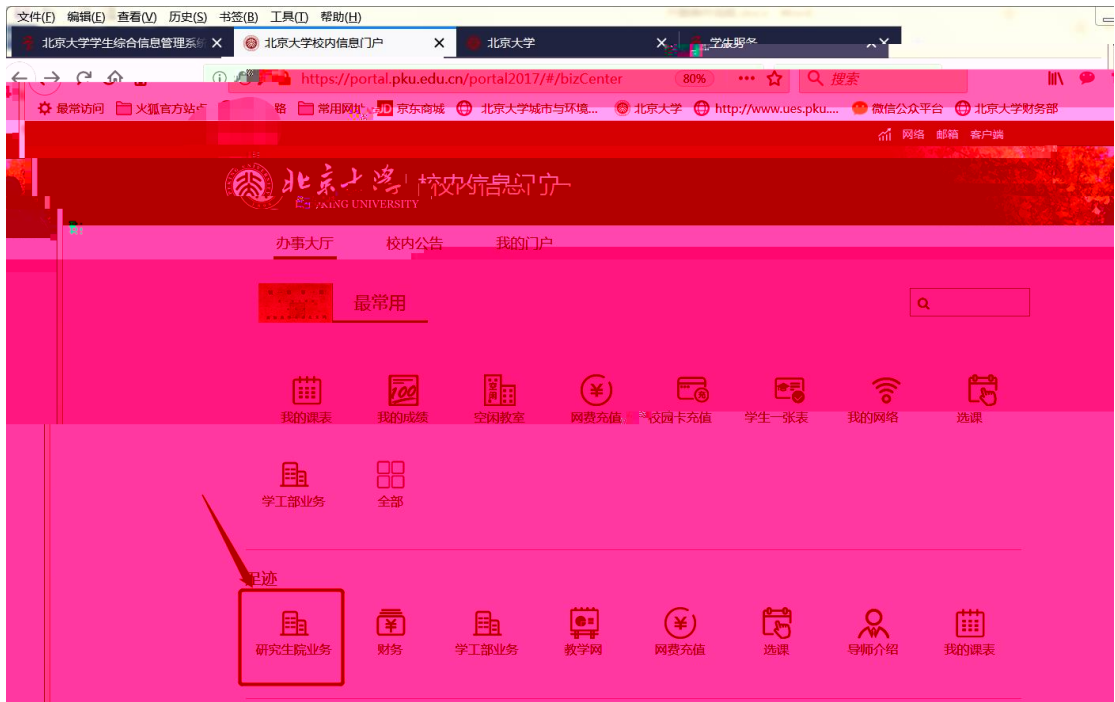 文件(F) 编辑(E) 查看(V) 历史(S) 书签(B) 工具(T) 帮助(H)
北京大学学生综合信息管理系统 × 北京大学校内信息门户 × 北京大学 ×
https://portal.pku.edu.cn/portal2017/#/bizCenter 80% ••• 搜索
最常访问 火狐官方站点 常用网址 JD 京东商城 北京大学城市与环境... 北京大学 http://www.ues.pku.... 微信公众平台 北京大学财务部
网络 邮箱 客户端
北京大学 校内信息门户
PEKING UNIVERSITY
办事大厅 校内公告 我的门户
最常用
我的课表 我的成绩 空闲教室 网费充值 校园卡充值 学生一张表 我的网络 选课
学工部业务 全部
足迹
研究生院业务 财务 学工部业务 教学网 网费充值 选课 导师介绍 我的课表